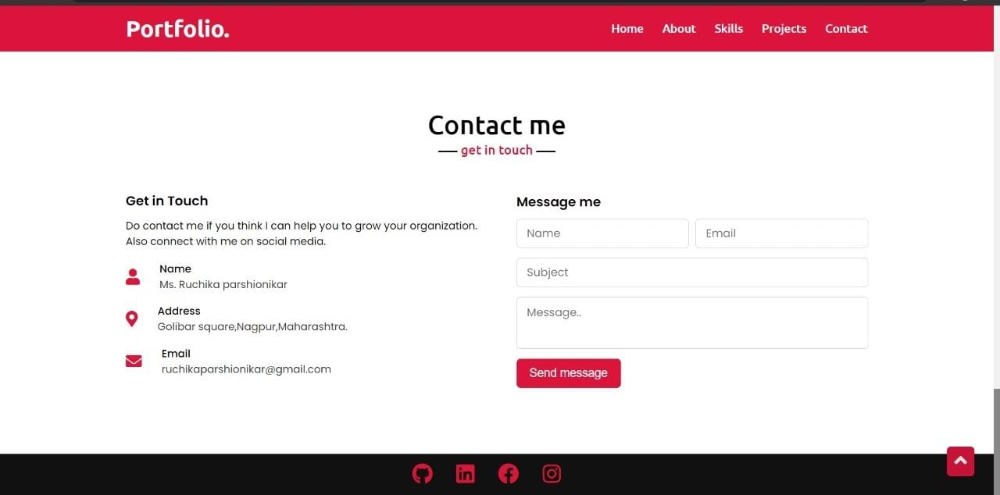 Portfolio.
Home About Skills Projects Contact
Contact me
get in touch
Get in Touch
Do contact me if you think I can help you to grow your organization.
Also connect with me on social media.
Name
Ms. Ruchika parshionikar
Address
Golibar square,Nagpur,Maharashtra.
Email
ruchikaparshionikar@gmail.com
Message me
Name Email
Subject
Message..
Send message